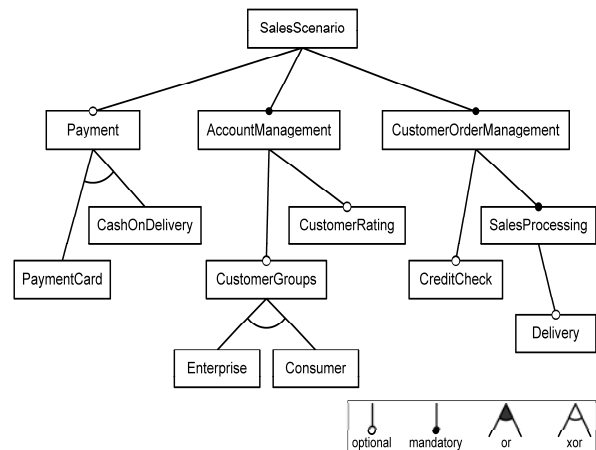 SalesScenario
Payment
AccountManagement
CustomerOrderManagement
CashOnDelivery
CustomerRating
SalesProcessing
PaymentCard
CustomerGroups
CreditCheck
Delivery
Enterprise
Consumer
optional
mandatory
or
xor